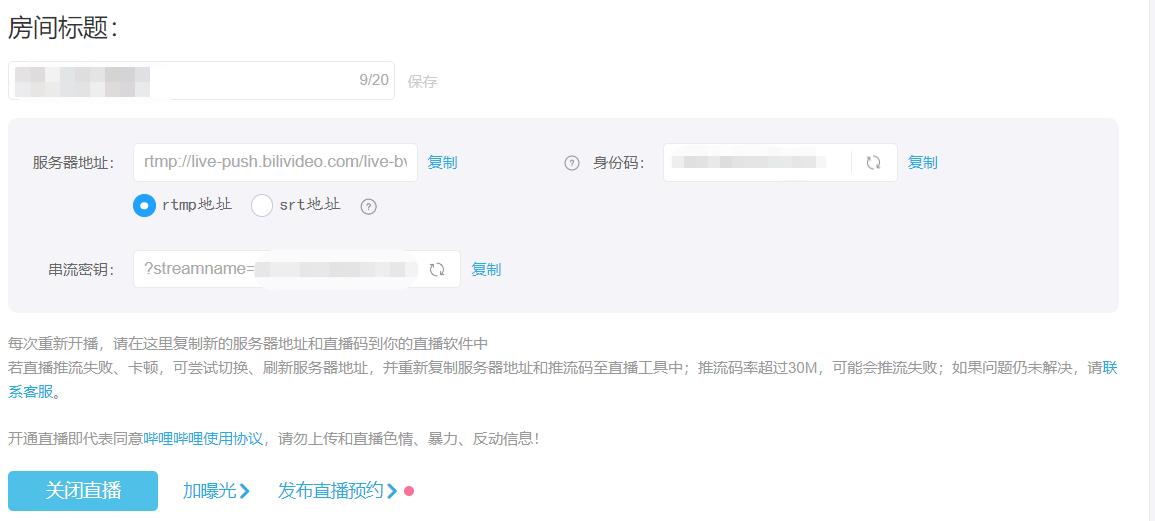 房间标题：
9/20 保存
服务器地址： rtmp://live-push.bilivideo.com/live-bv 复制 ? 身份码： 复制
rtmp地址 srt地址 ?
串流密钥： ?streamname= 复制
每次重新开播，请在这里复制新的服务器地址和直播码到你的直播软件中
若直播推流失败、卡顿，可尝试切换、刷新服务器地址，并重新复制服务器地址和推流码至直播工具中；推流码率超过30M，可能会推流失败；如果问题仍未解决，请联
系客服。
开通直播即代表同意哔哩哔哩使用协议，请勿上传和直播色情、暴力、反动信息！
关闭直播 加曝光 发布直播预约